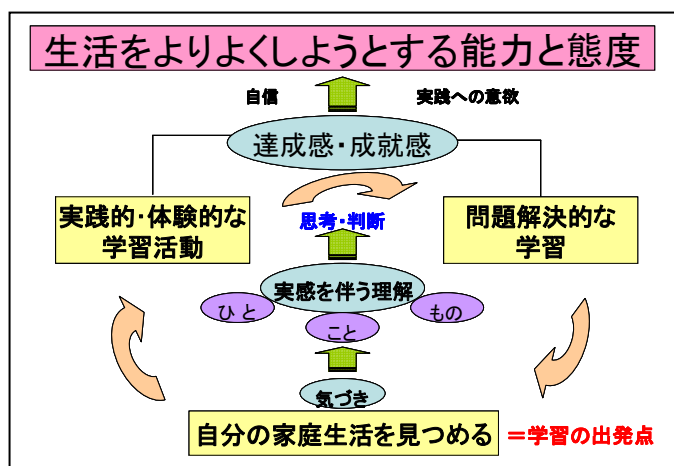 生活をよりよくしようとする能力と態度
自信
実践への意欲
達成感・成就感
実践的・体験的な
学習活動
思考・判断
問題解決的な
学習
実感を伴う理解
ひと
こと
もの
気づき
自分の家庭生活を見つめる
＝学習の出発点